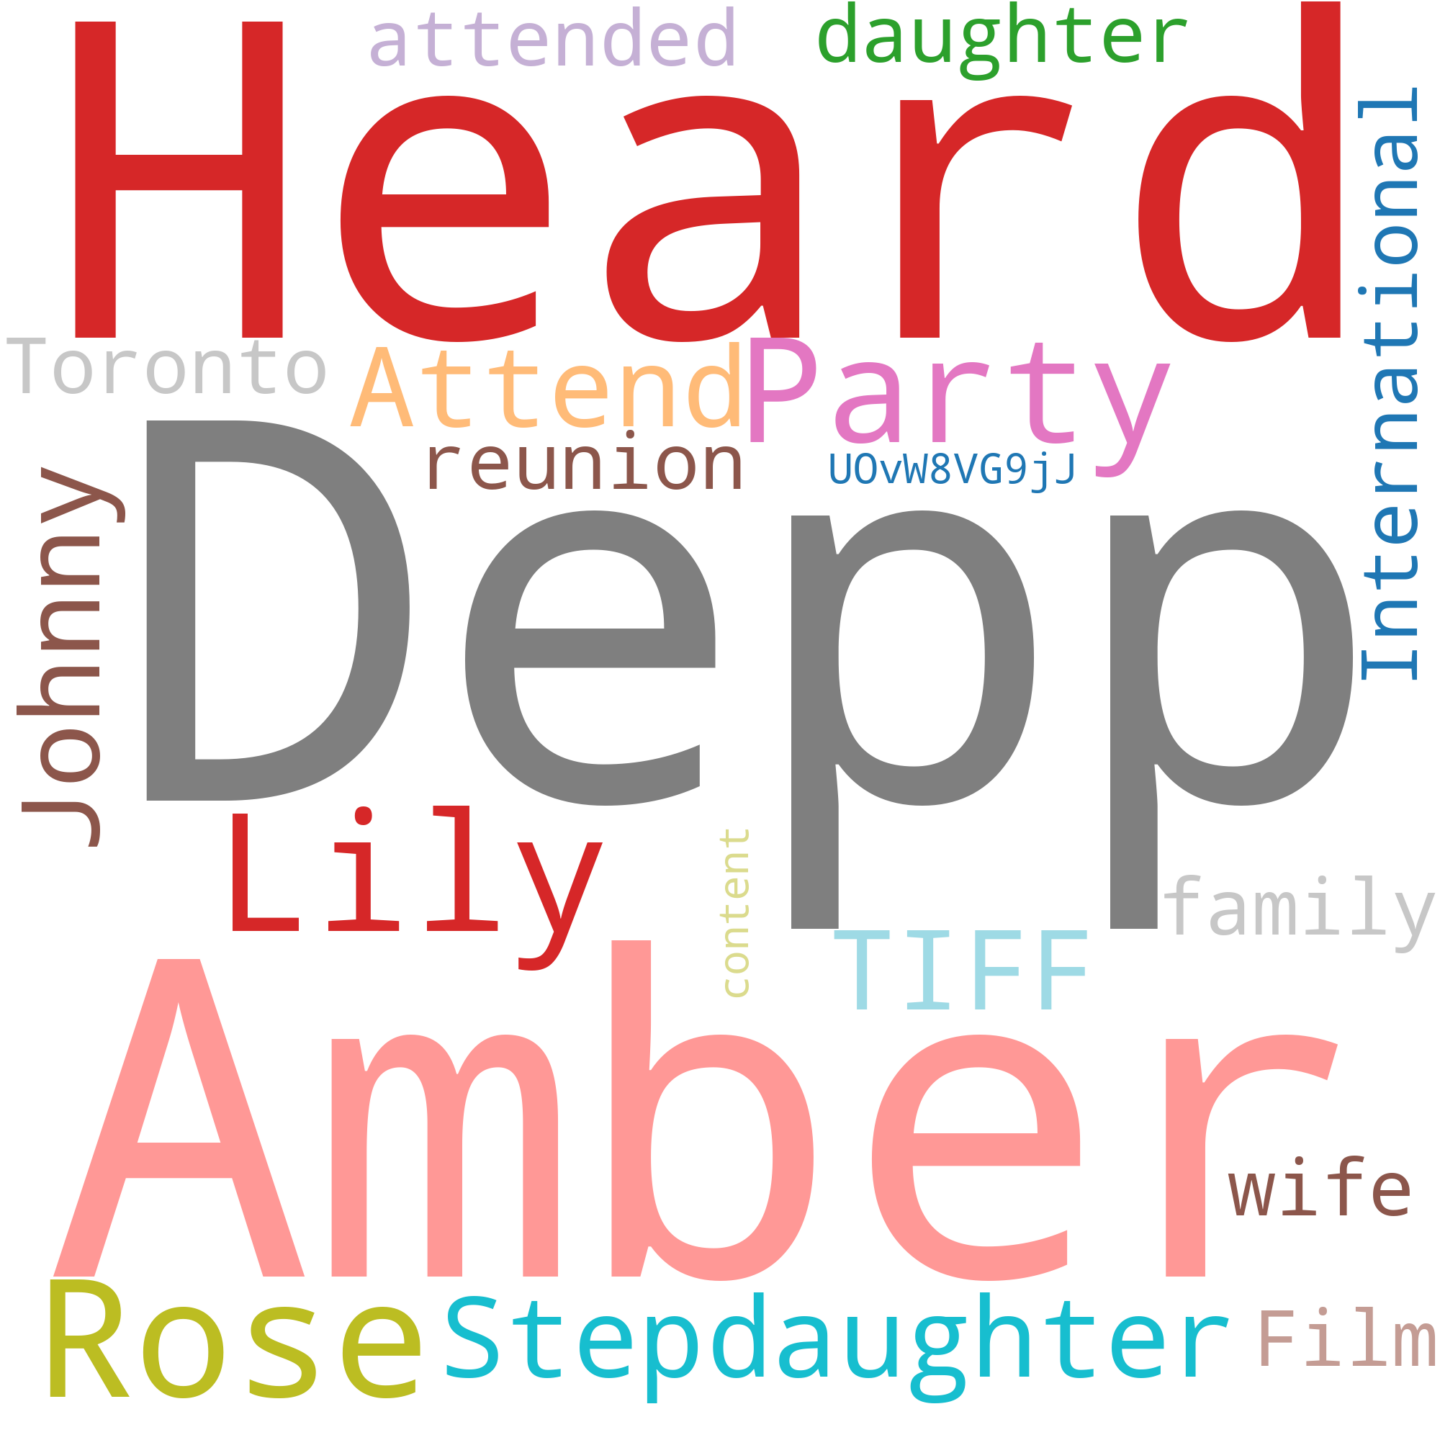 attended
daughter
Heard
International
Toronto
Attend
Party
reunion
UOvW8VG9jJ
Johnny
Depp
Lily
content
family
TIFF
Amber
wife
Rose
Stepdaughter
Film